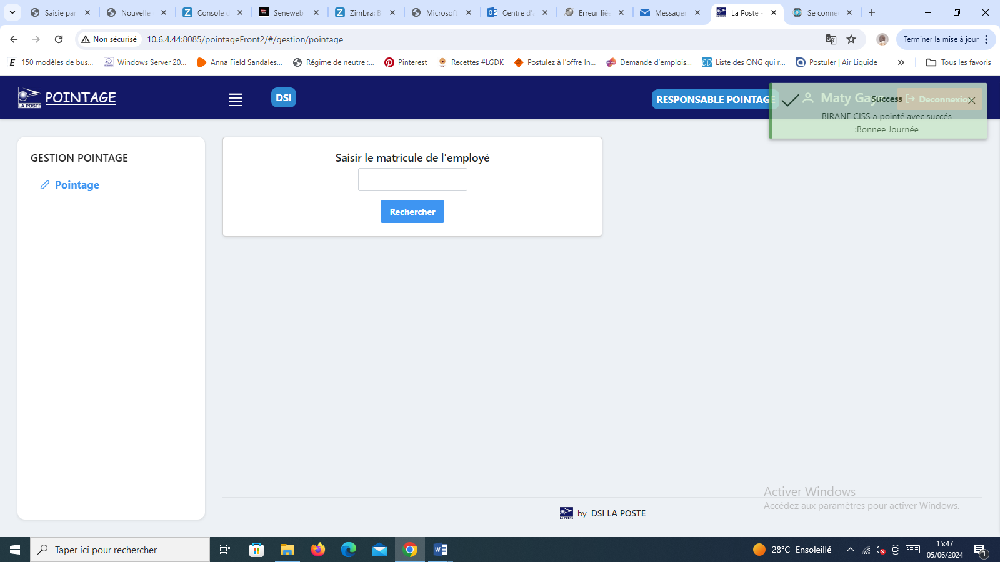 Saisie par
Nouvelle
Console d
Seneweb
Zimbra: B
Microsoft
Centre d'a
Erreur liée
Message
La Poste -
Se conne
Non sécurisé
10.6.4.44:8085/pointageFront2/#/gestion/pointage
Terminer la mise à jour
150 modèles de bus...
Windows Server 20...
Anna Field Sandales...
Régime de neutre :...
Pinterest
Recettes #LGDK
Postulez à l'offre In...
Demande d'emplois...
Liste des ONG qui r...
Postuler | Air Liquide
Tous les favoris
LA POSTE
POINTAGE
DSI
RESPONSABLE POINTAGE
Maty Gaye
Deconnexion
Success
BIRANE CISS a pointé avec succés
:Bonnee Journée
GESTION POINTAGE
Pointage
Saisir le matricule de l'employé
Rechercher
Activer Windows
Accédez aux paramètres pour activer Windows.
LA POSTE
by DSI LA POSTE
Taper ici pour rechercher
28°C Ensoleillé
15:47
05/06/2024
1